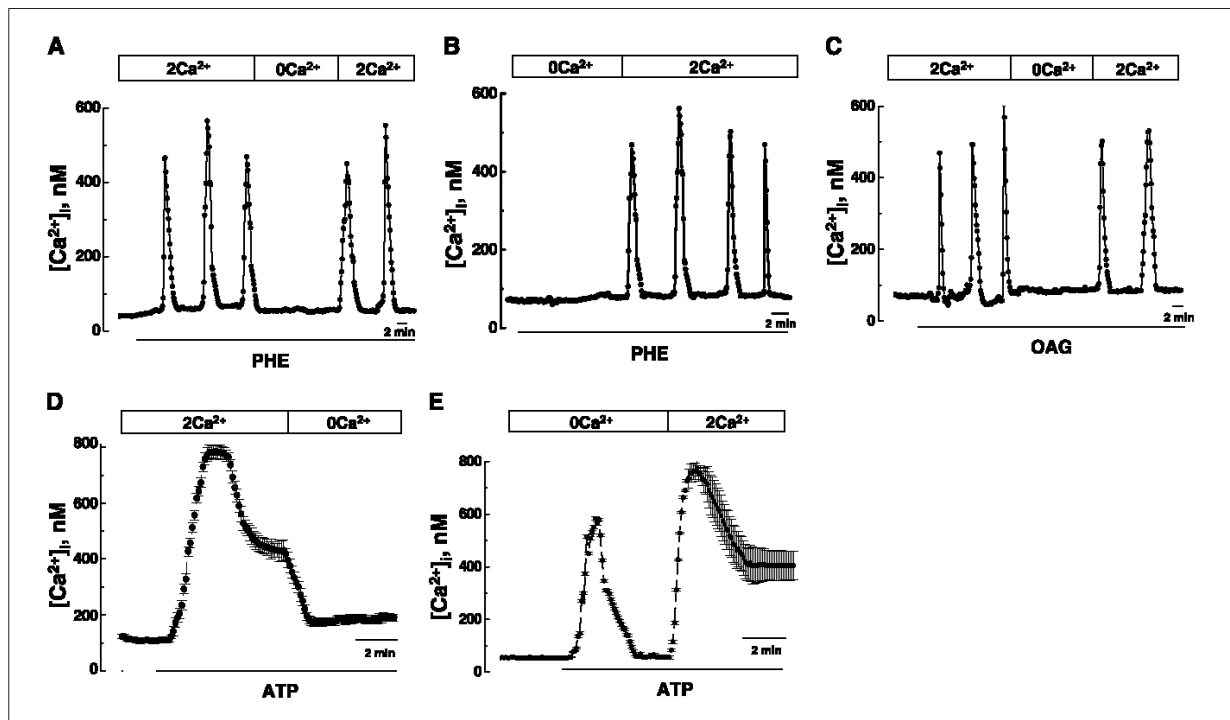 A
2Ca²⁺ 0Ca²⁺ 2Ca²⁺
600
400
200
0
[Ca²⁺]ᵢ, nM
2 min
PHE
B
0Ca²⁺ 2Ca²⁺
600
400
200
0
[Ca²⁺]ᵢ, nM
2 min
PHE
C
2Ca²⁺ 0Ca²⁺ 2Ca²⁺
600
400
200
0
[Ca²⁺]ᵢ, nM
2 min
OAG
D
2Ca²⁺ 0Ca²⁺
800
600
400
200
0
[Ca²⁺]ᵢ, nM
2 min
ATP
E
0Ca²⁺ 2Ca²⁺
800
600
400
200
0
[Ca²⁺]ᵢ, nM
2 min
ATP